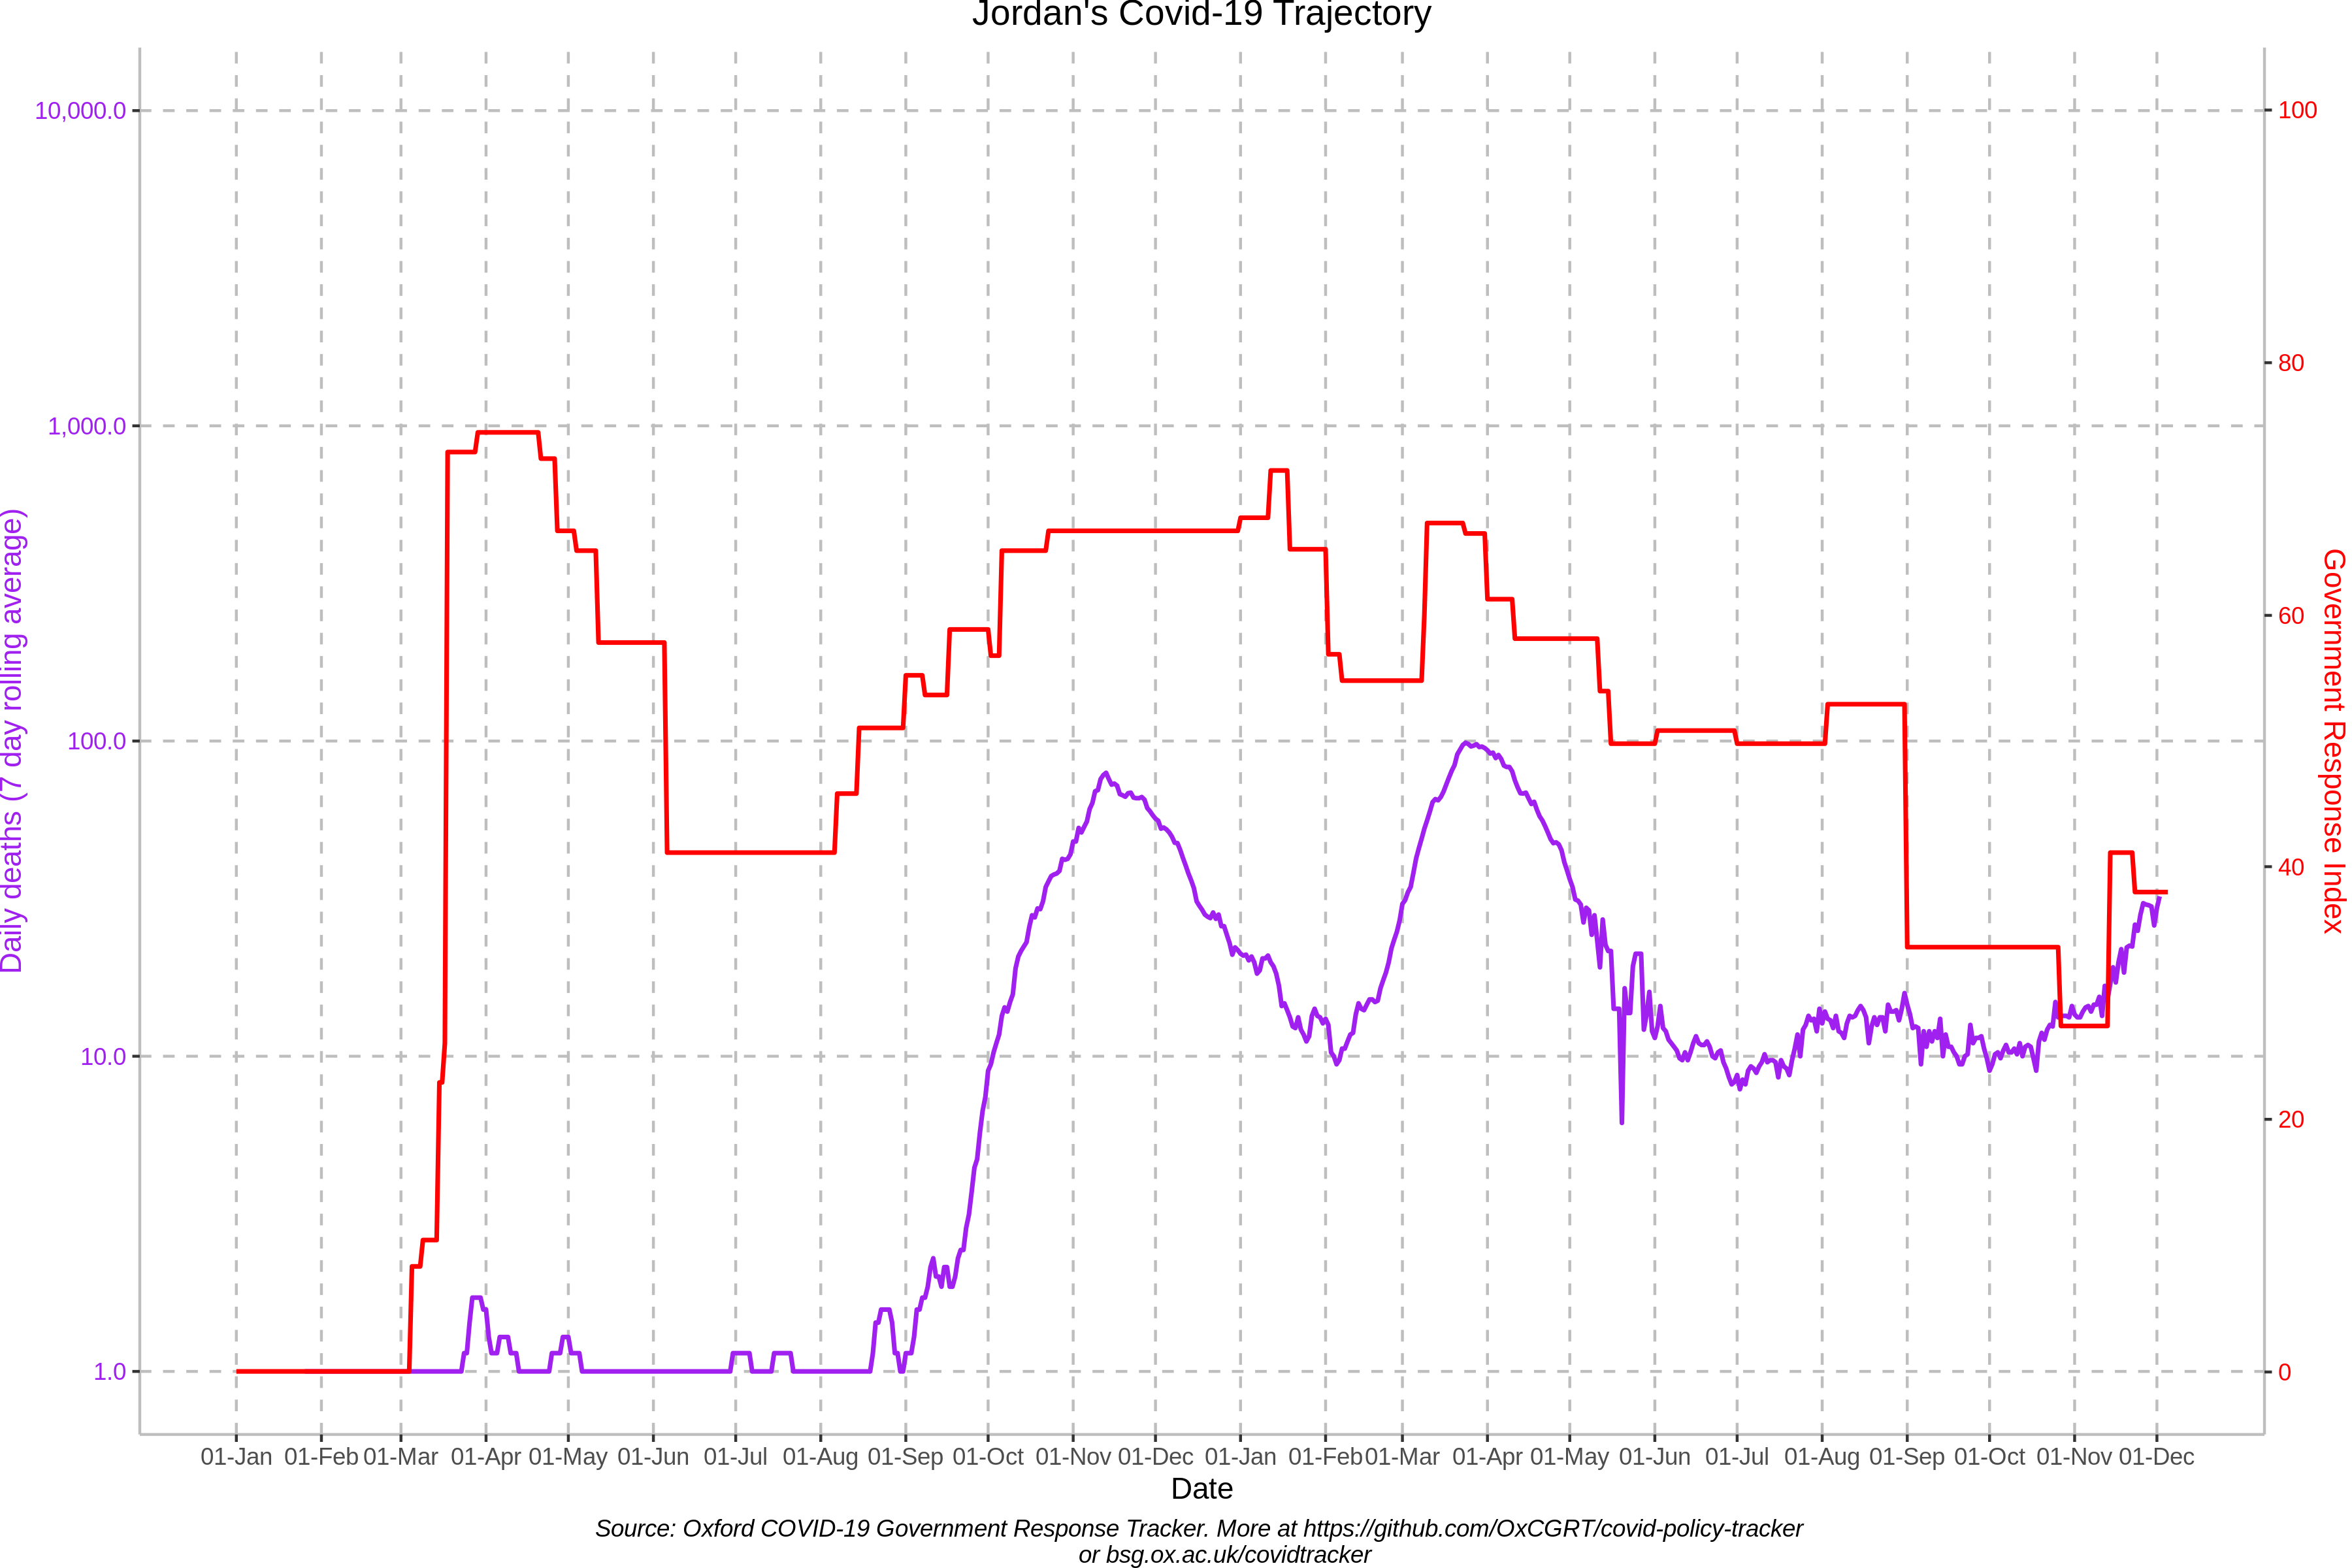 Jordan's Covid-19 Trajectory
Daily deaths (7 day rolling average)
10,000.0
1,000.0
100.0
10.0
1.0
100
80
60
40
20
0
Government Response Index
01-Jan 01-Feb 01-Mar 01-Apr 01-May 01-Jun 01-Jul 01-Aug 01-Sep 01-Oct 01-Nov 01-Dec 01-Jan 01-Feb 01-Mar 01-Apr 01-May 01-Jun 01-Jul 01-Aug 01-Sep 01-Oct 01-Nov 01-Dec
Date
Source: Oxford COVID-19 Government Response Tracker. More at https://github.com/OxCGRT/covid-policy-tracker
or bsg.ox.ac.uk/covidtracker